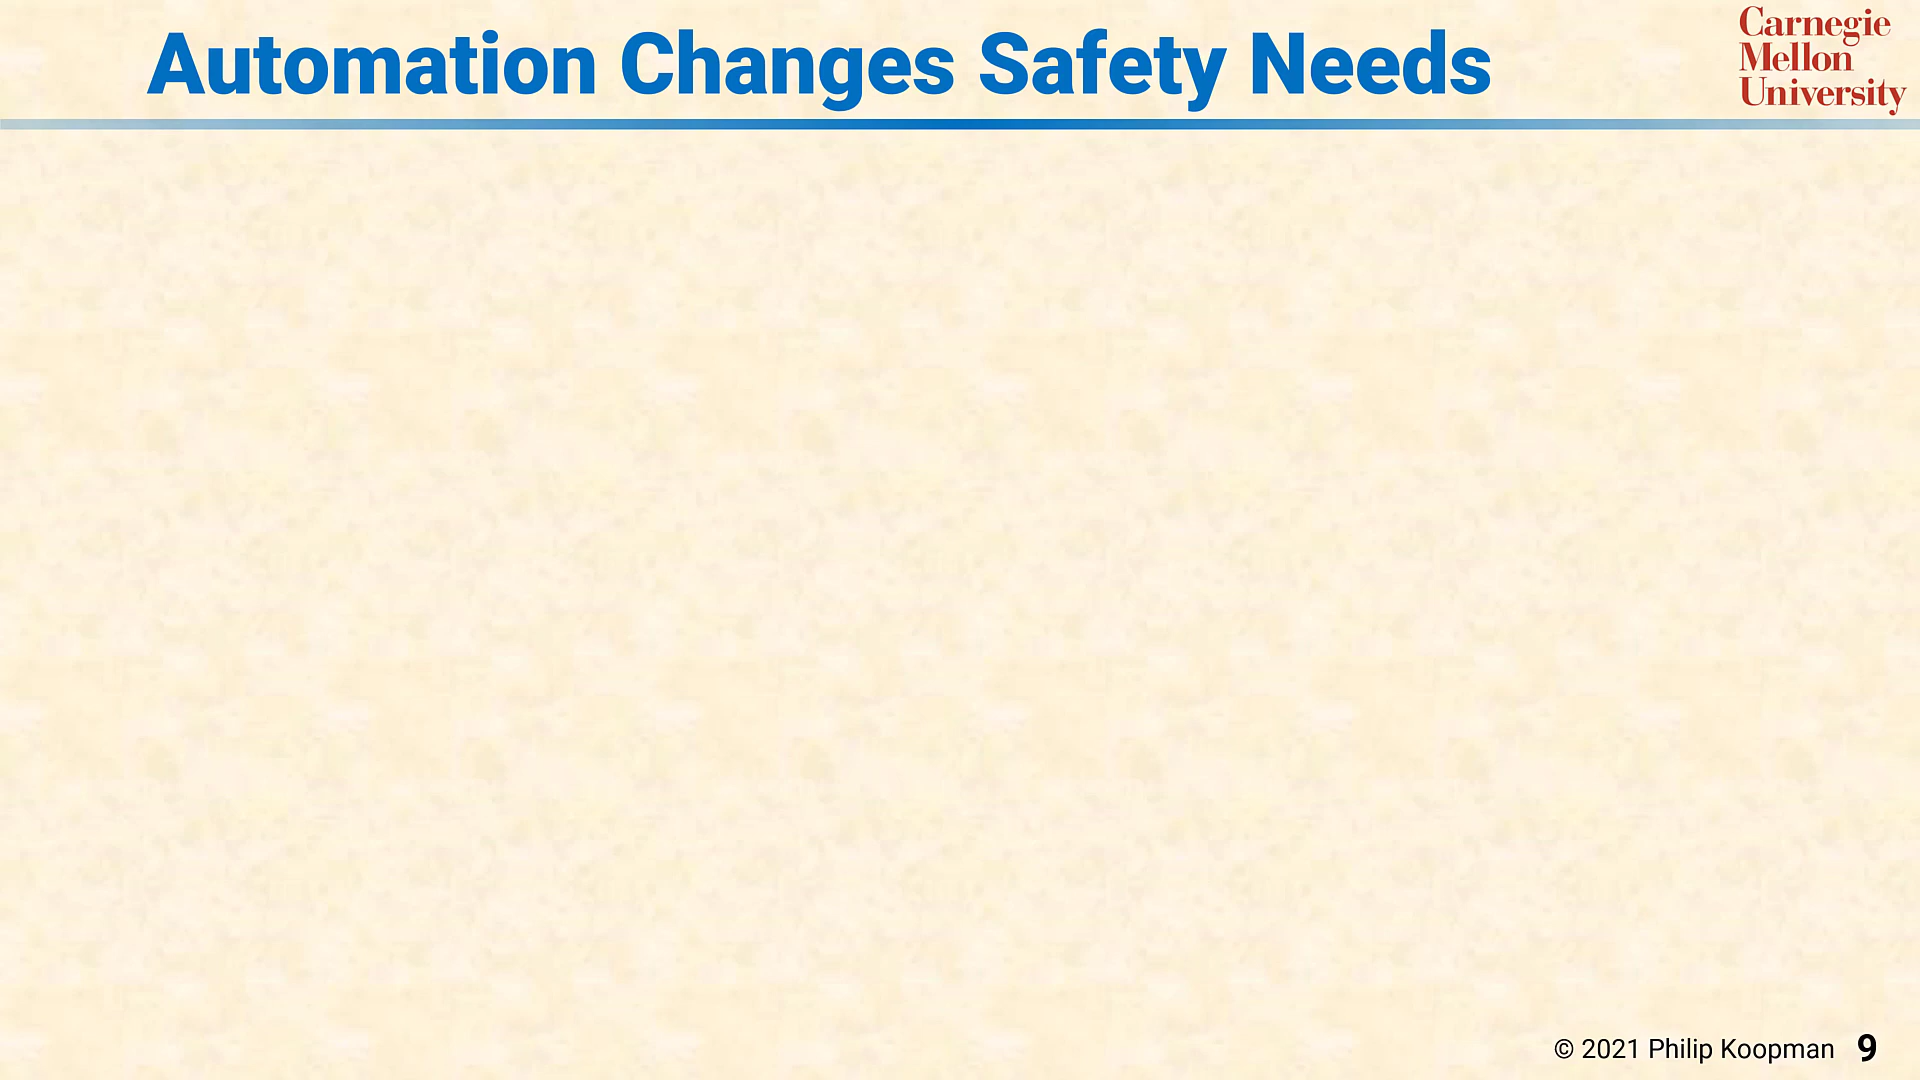 Automation Changes Safety Needs
Carnegie
Mellon
University
© 2021 Philip Koopman 9